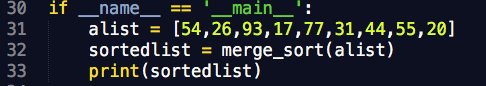 30 if __name__ == '__main__':
31     alist = [54,26,93,17,77,31,44,55,20]
32     sortedlist = merge_sort(alist)
33     print(sortedlist)